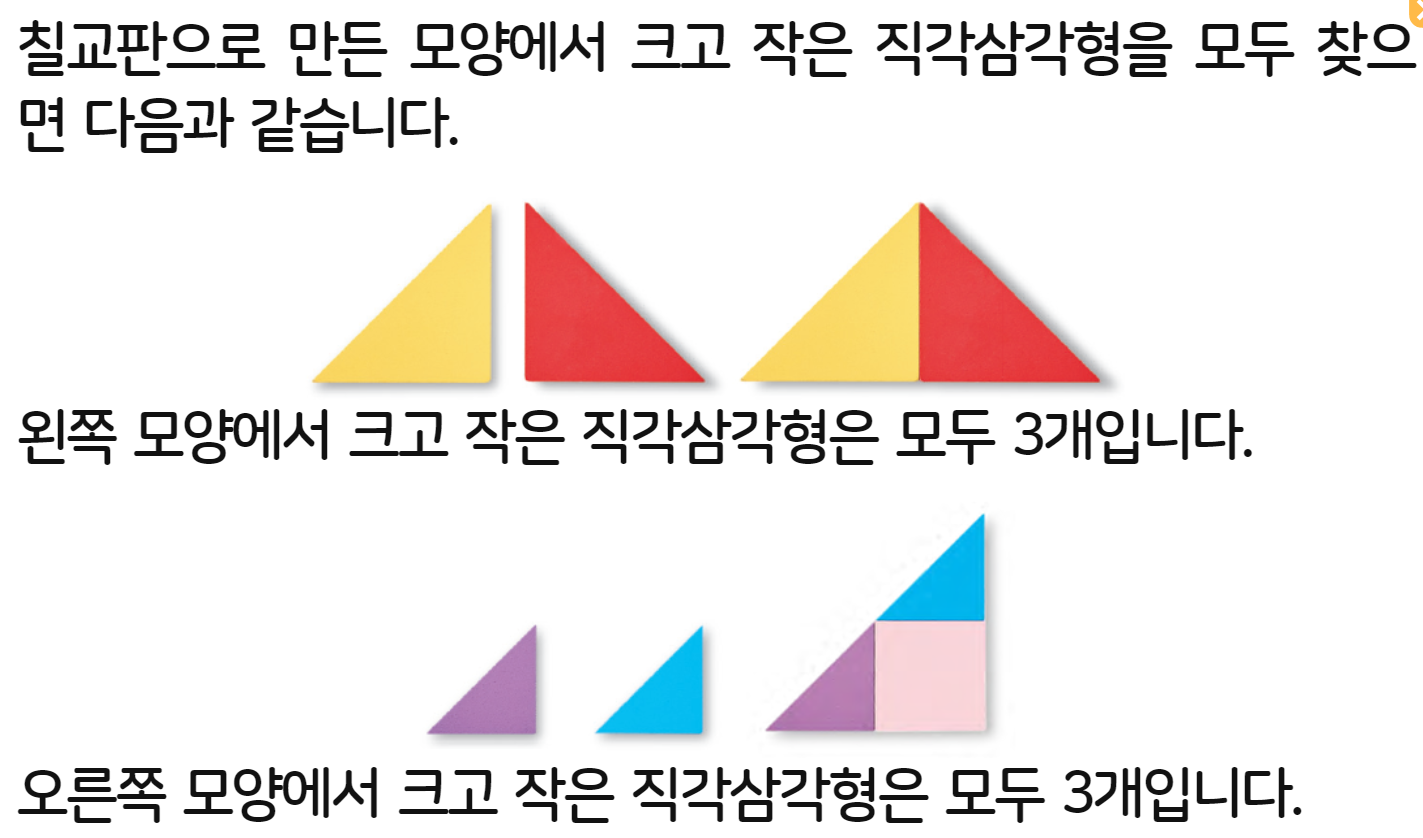 칠교판으로 만든 모양에서 크고 작은 직각삼각형을 모두 찾으
면 다음과 같습니다.
왼쪽 모양에서 크고 작은 직각삼각형은 모두 3개입니다.
오른쪽 모양에서 크고 작은 직각삼각형은 모두 3개입니다.